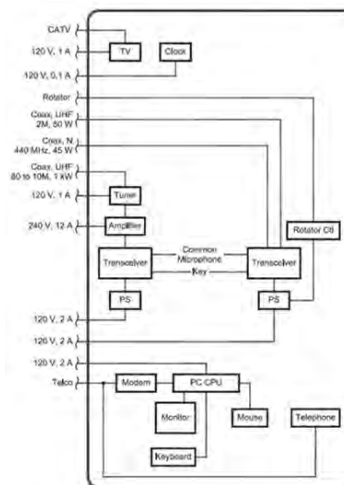 CATV
120 V, 1 A
TV
Clock
120 V, 0.1 A
Rotator
Coax, UHF
2M, 50 W
Coax, N
440 MHz, 45 W
Coax, UHF
80 to 10M, 1 kW
120 V, 1 A
Tuner
240 V, 12 A
Amplifier
Rotator Ctl
Transceiver
Common
Microphone
Key
Transceiver
PS
PS
120 V, 2 A
120 V, 2 A
120 V, 2 A
Telco
Modem
PC CPU
Monitor
Mouse
Telephone
Keyboard